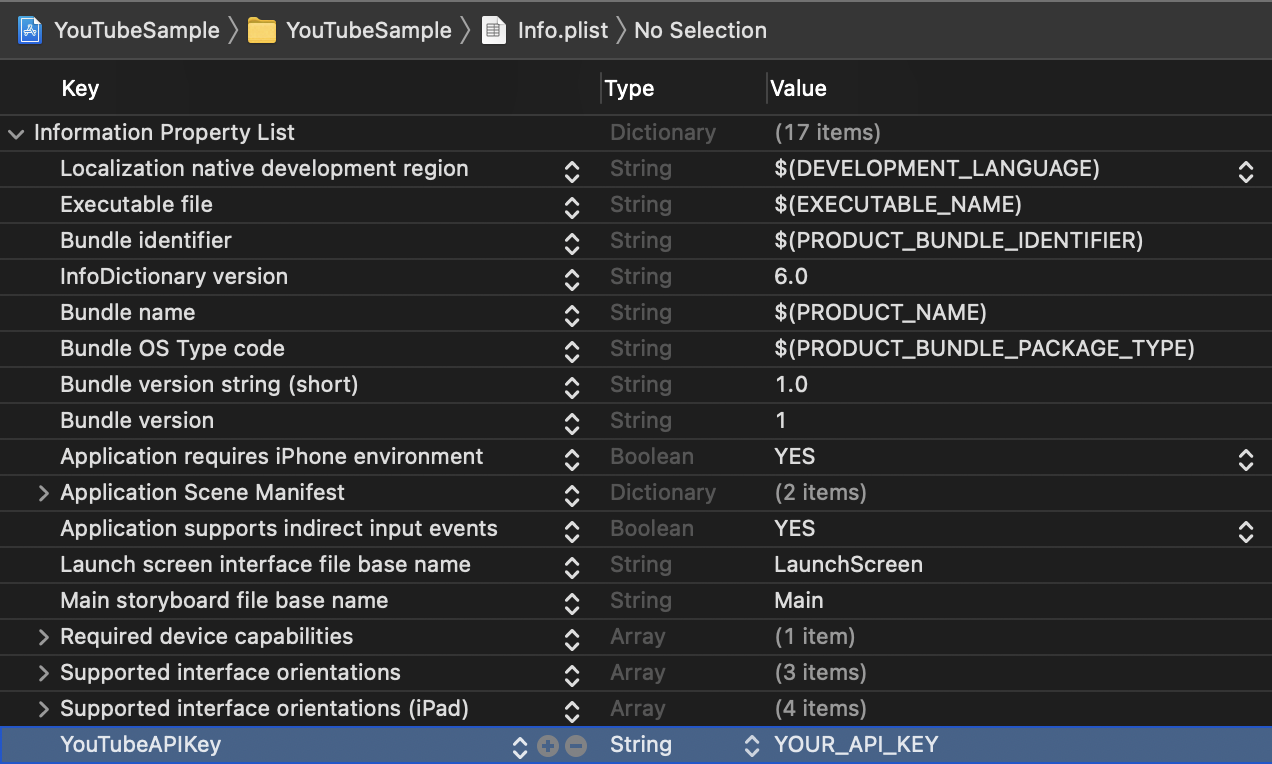 YouTubeSample YouTubeSample Info.plist No Selection
Key Type Value
Information Property List Dictionary (17 items)
Localization native development region String $(DEVELOPMENT_LANGUAGE)
Executable file String $(EXECUTABLE_NAME)
Bundle identifier String $(PRODUCT_BUNDLE_IDENTIFIER)
InfoDictionary version String 6.0
Bundle name String $(PRODUCT_NAME)
Bundle OS Type code String $(PRODUCT_BUNDLE_PACKAGE_TYPE)
Bundle version string (short) String 1.0
Bundle version String 1
Application requires iPhone environment Boolean YES
Application Scene Manifest Dictionary (2 items)
Application supports indirect input events Boolean YES
Launch screen interface file base name String LaunchScreen
Main storyboard file base name String Main
Required device capabilities Array (1 item)
Supported interface orientations Array (3 items)
Supported interface orientations (iPad) Array (4 items)
YouTubeAPIKey String YOUR_API_KEY